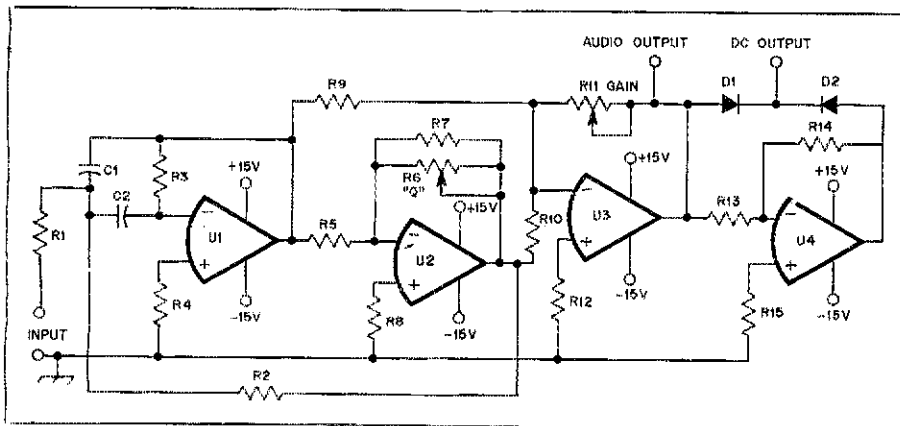 AUDIO OUTPUT
DC OUTPUT
R9
R11 GAIN
D1
D2
R7
R14
C1
R3
+15V
R6
"Q"
+15V
+15V
+15V
C2
R1
R5
R10
R13
-
U1
+
-
U2
+
-
U3
+
-
U4
+
R4
-15V
R8
-15V
R12
-15V
R15
-15V
INPUT
R2